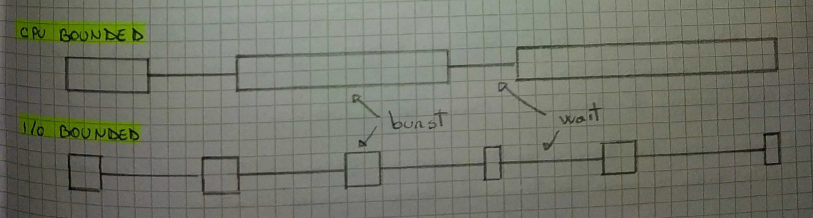 CPU BOUNDED
burst
wait
I/O BOUNDED